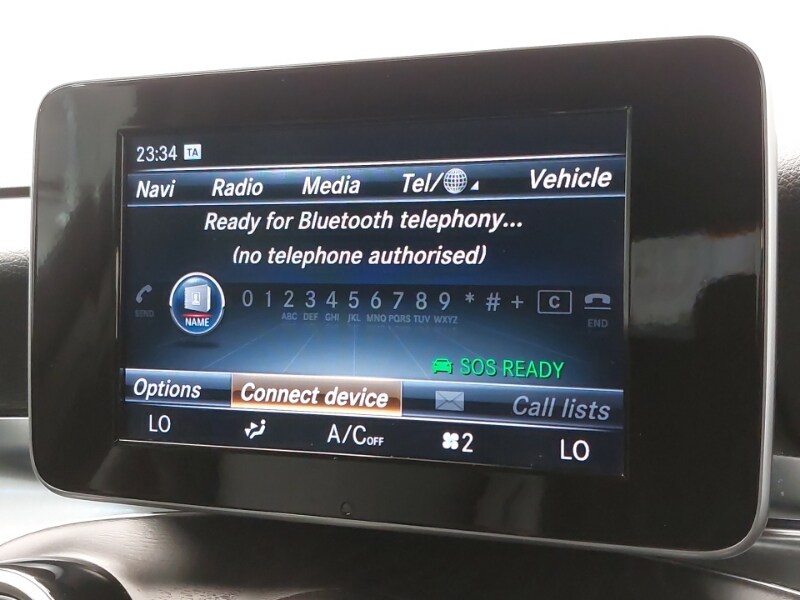 23:34 TA
Navi Radio Media Tel/ Vehicle
Ready for Bluetooth telephony...
(no telephone authorised)
SEND NAME 0 1 2 3 4 5 6 7 8 9 * # + C END
ABC DEF GHI JKL MNO PQRS TUV WXYZ
SOS READY
Options Connect device Call lists
LO A/C OFF 2 LO